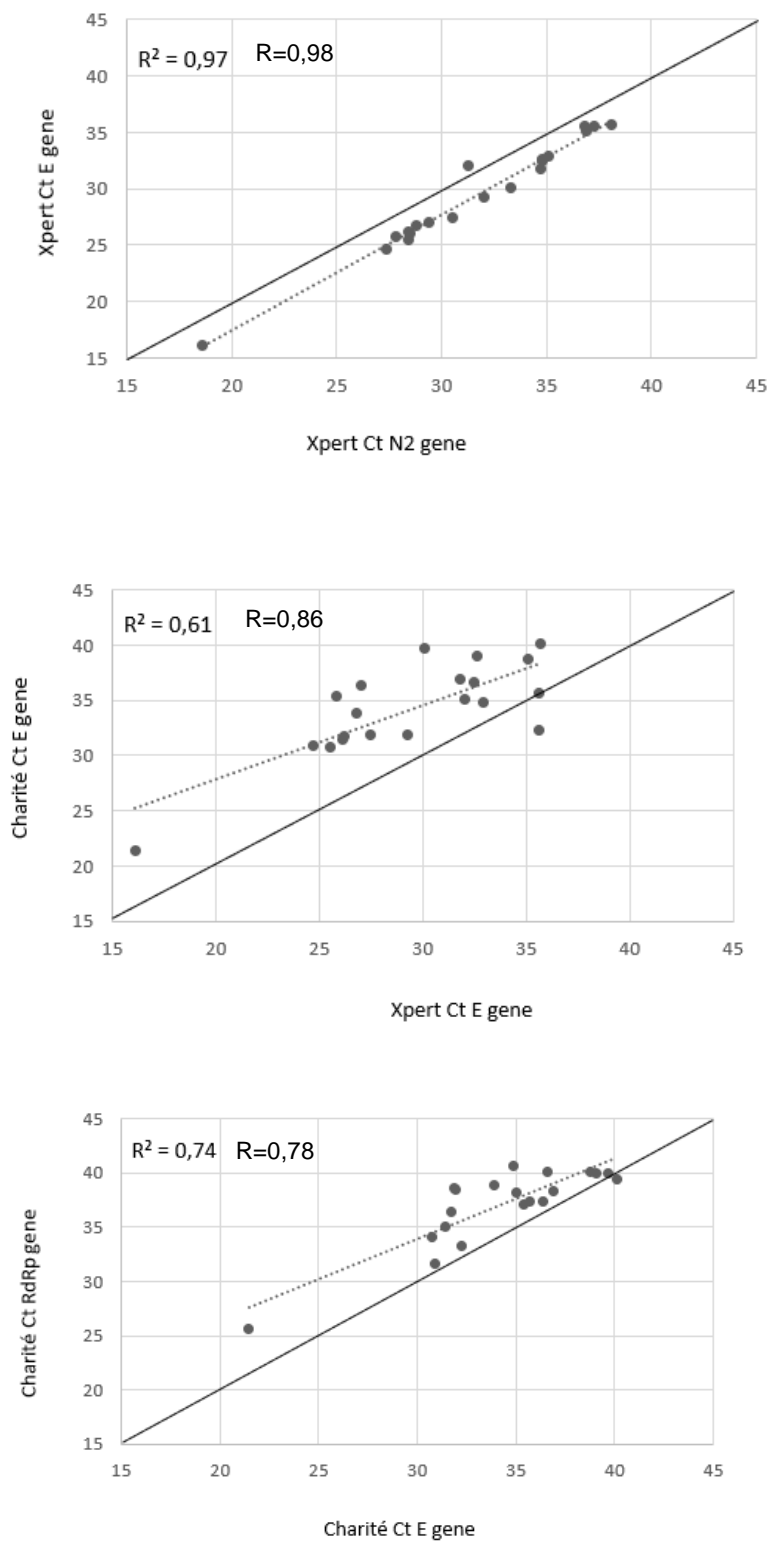 R² = 0,97 R=0,98
45
40
35
30
25
20
15
15 20 25 30 35 40 45
Xpert Ct E gene
Xpert Ct N2 gene
R² = 0,61 R=0,86
45
40
35
30
25
20
15
15 20 25 30 35 40 45
Charité Ct E gene
Xpert Ct E gene
R² = 0,74 R=0,78
45
40
35
30
25
20
15
15 20 25 30 35 40 45
Charité Ct RdRp gene
Charité Ct E gene